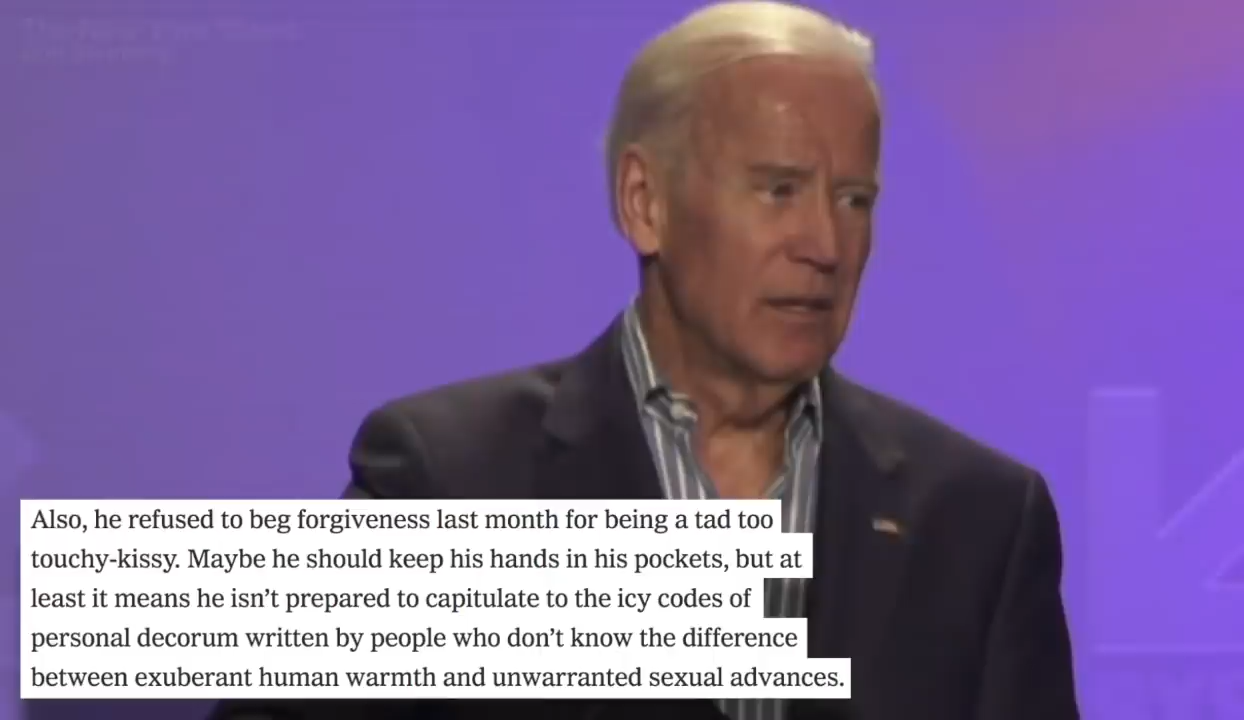 Also, he refused to beg forgiveness last month for being a tad too
touchy-kissy. Maybe he should keep his hands in his pockets, but at
least it means he isn’t prepared to capitulate to the icy codes of
personal decorum written by people who don’t know the difference
between exuberant human warmth and unwarranted sexual advances.